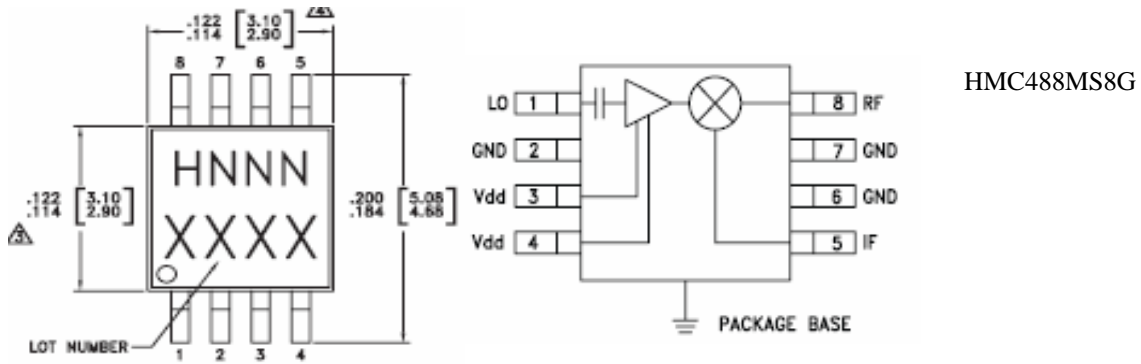 .122 [3.10]
.114 [2.90]
4
8 7 6 5
HNNN
XXXX
.122 [3.10]
.114 [2.90]
3
.200 [5.08]
.184 [4.68]
LOT NUMBER
1 2 3 4
LO 1
GND 2
Vdd 3
Vdd 4
8 RF
7 GND
6 GND
5 IF
PACKAGE BASE
HMC488MS8G